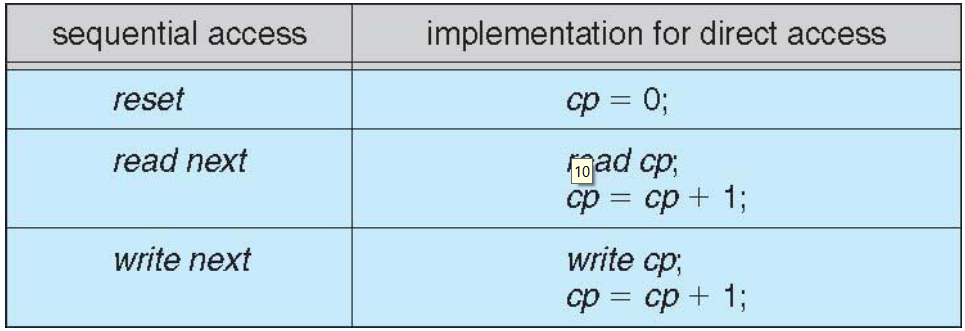 sequential access implementation for direct access
reset cp = 0;
read next read cp;
cp = cp + 1;
write next write cp;
cp = cp + 1;
10